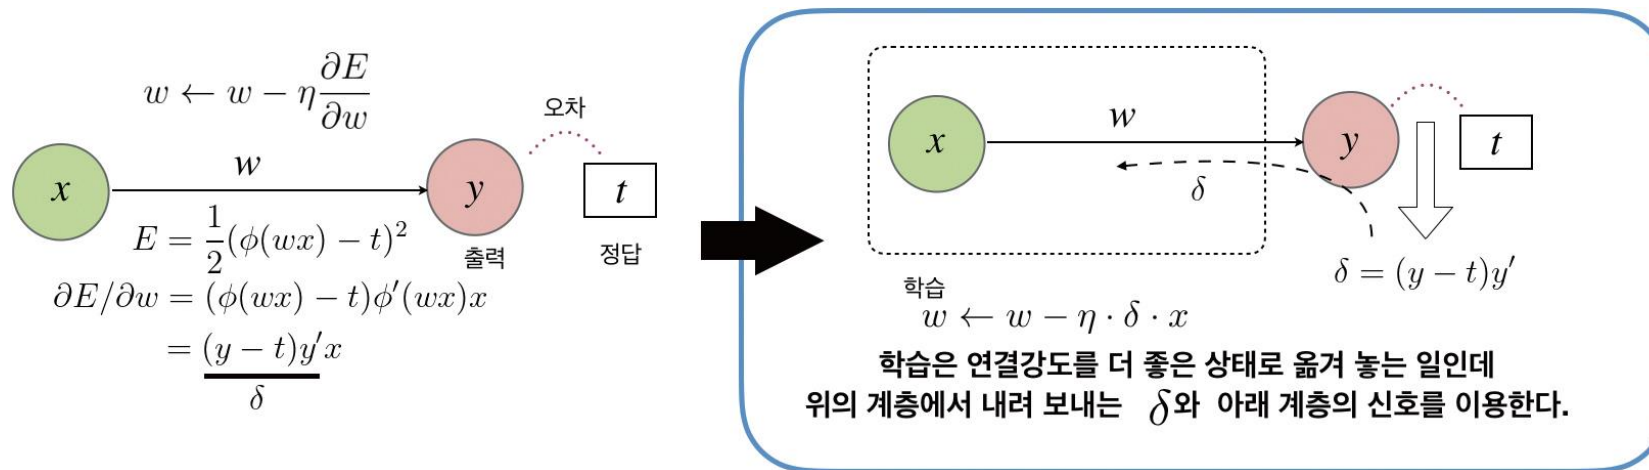 w ← w − η ∂E/∂w
오차
x
w
y
t
E = 1/2(ϕ(wx) − t)²
출력
정답
∂E/∂w = (ϕ(wx) − t)ϕ′(wx)x
= (y − t)y′x
δ
x
w
y
t
δ
δ = (y − t)y′
학습
w ← w − η · δ · x
학습은 연결강도를 더 좋은 상태로 옮겨 놓는 일인데
위의 계층에서 내려 보내는 δ와 아래 계층의 신호를 이용한다.